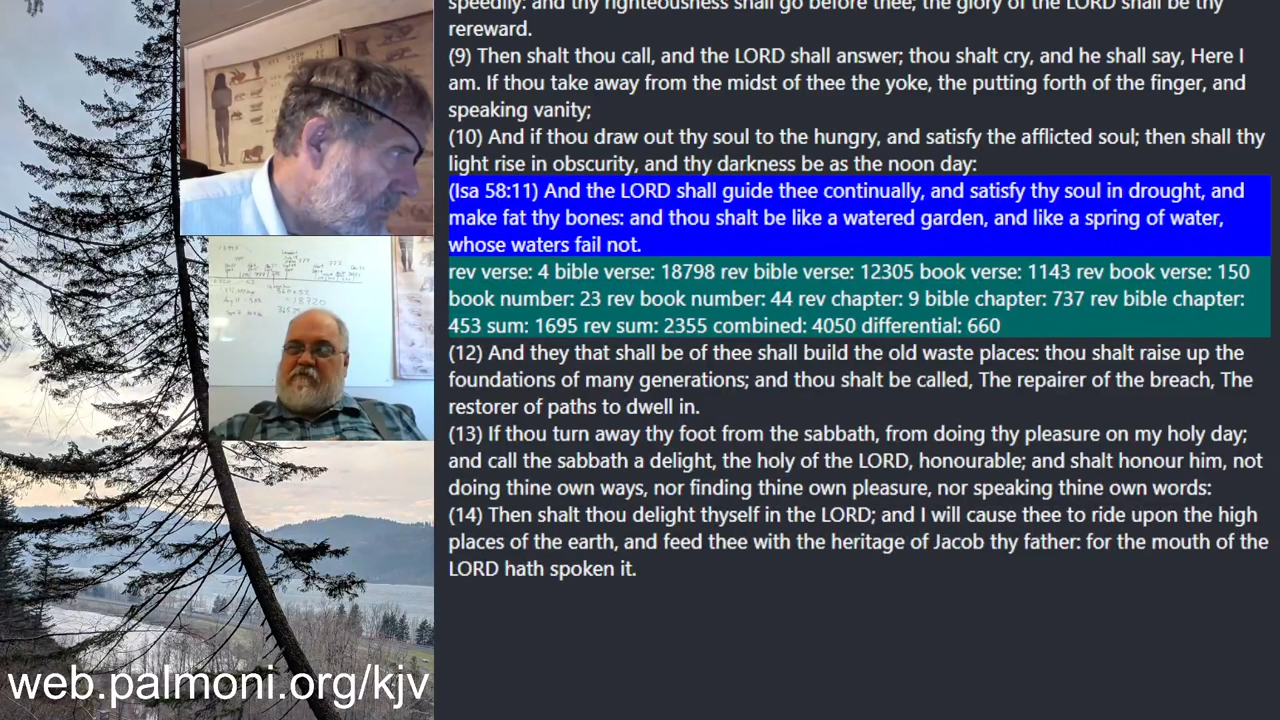 speedily: and thy righteousness shall go before thee; the glory of the LORD shall be thy
rereward.
(9) Then shalt thou call, and the LORD shall answer; thou shalt cry, and he shall say, Here I
am. If thou take away from the midst of thee the yoke, the putting forth of the finger, and
speaking vanity;
(10) And if thou draw out thy soul to the hungry, and satisfy the afflicted soul; then shall thy
light rise in obscurity, and thy darkness be as the noon day:
(Isa 58:11) And the LORD shall guide thee continually, and satisfy thy soul in drought, and
make fat thy bones: and thou shalt be like a watered garden, and like a spring of water,
whose waters fail not.
rev verse: 4 bible verse: 18798 rev bible verse: 12305 book verse: 1143 rev book verse: 150
book number: 23 rev book number: 44 rev chapter: 9 bible chapter: 737 rev bible chapter:
453 sum: 1695 rev sum: 2355 combined: 4050 differential: 660
(12) And they that shall be of thee shall build the old waste places: thou shalt raise up the
foundations of many generations; and thou shalt be called, The repairer of the breach, The
restorer of paths to dwell in.
(13) If thou turn away thy foot from the sabbath, from doing thy pleasure on my holy day;
and call the sabbath a delight, the holy of the LORD, honourable; and shalt honour him, not
doing thine own ways, nor finding thine own pleasure, nor speaking thine own words:
(14) Then shalt thou delight thyself in the LORD; and I will cause thee to ride upon the high
places of the earth, and feed thee with the heritage of Jacob thy father: for the mouth of the
LORD hath spoken it.
18720
web.palmoni.org/kjv